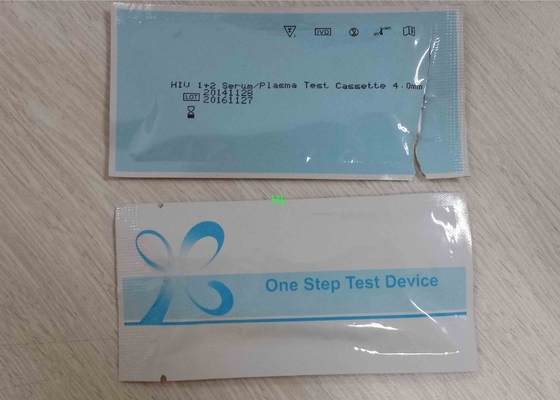 IVD
HIV 1+2 Serum/Plasma Test Cassette 4.0mm
LOT 20141128
20161127
One Step Test Device